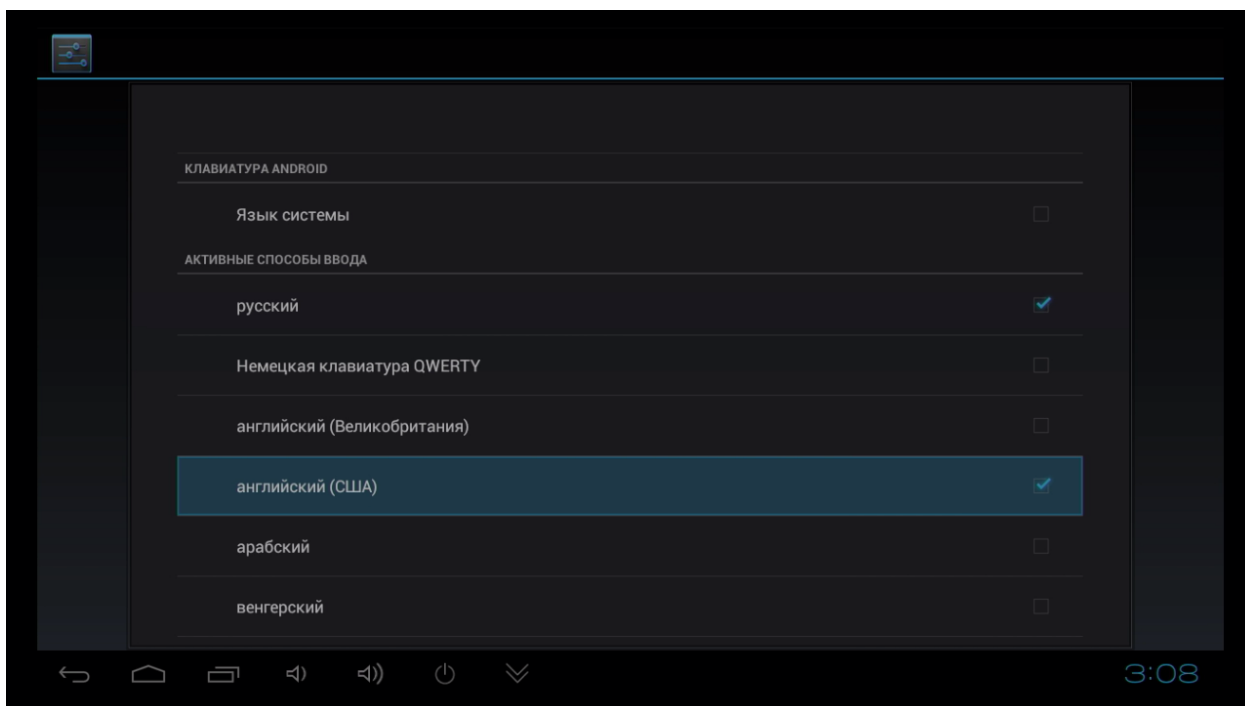 КЛАВИАТУРА ANDROID
Язык системы
АКТИВНЫЕ СПОСОБЫ ВВОДА
русский
Немецкая клавиатура QWERTY
английский (Великобритания)
английский (США)
арабский
венгерский
3:08